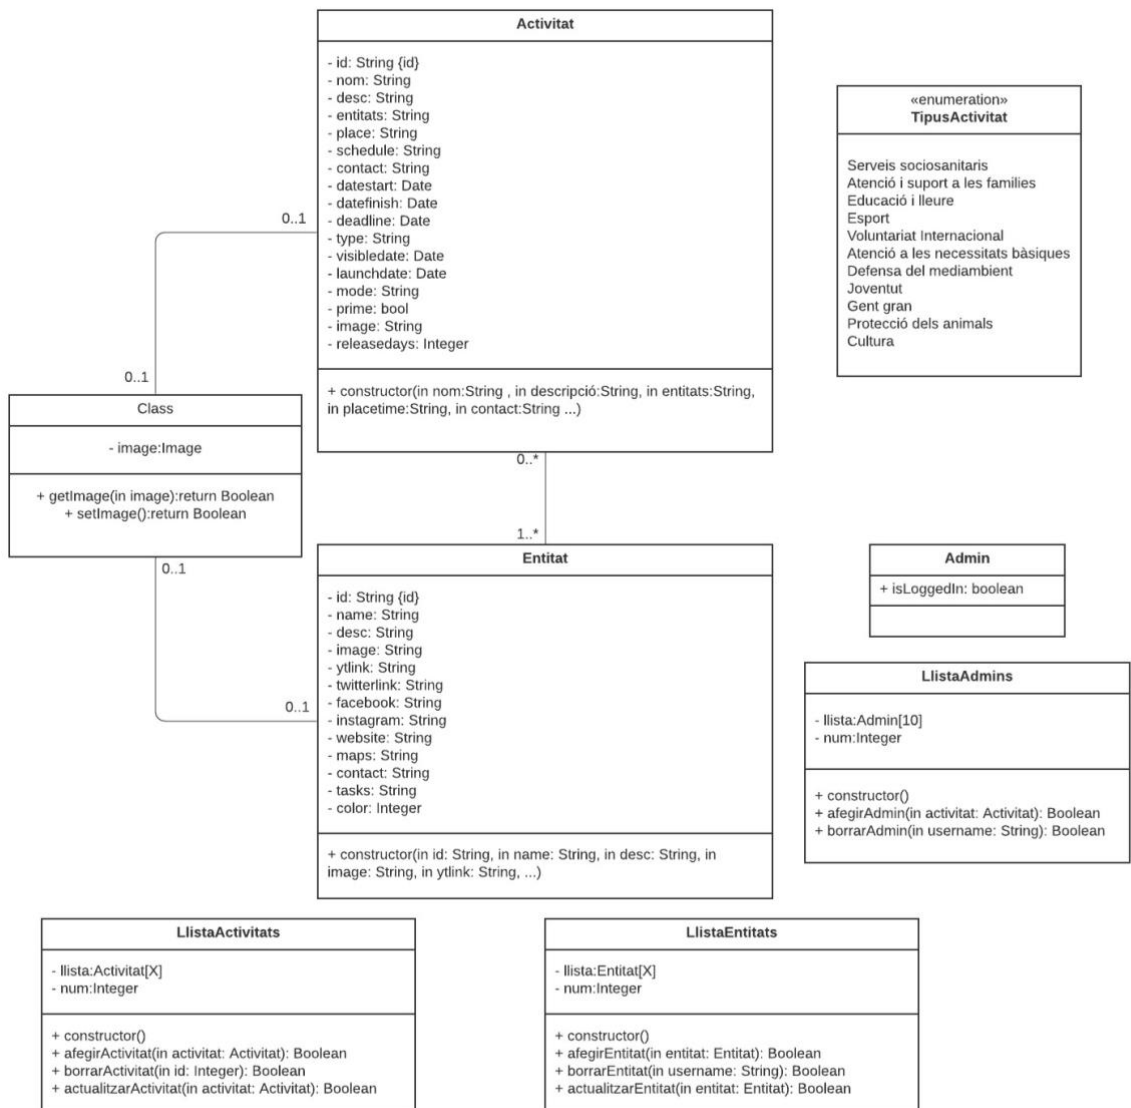 Activitat
- id: String {id}
- nom: String
- desc: String
- entitats: String
- place: String
- schedule: String
- contact: String
- datestart: Date
- datefinish: Date
- deadline: Date
- type: String
- visibledate: Date
- launchdate: Date
- mode: String
- prime: bool
- image: String
- releasedays: Integer
+ constructor(in nom:String , in descripció:String, in entitats:String,
in placetime:String, in contact:String ...)
«enumeration»
TipusActivitat
Serveis sociosanitaris
Atenció i suport a les families
Educació i lleure
Esport
Voluntariat Internacional
Atenció a les necessitats bàsiques
Defensa del mediambient
Joventut
Gent gran
Protecció dels animals
Cultura
0..1
0..1
Class
- image:Image
+ getImage(in image):return Boolean
+ setImage():return Boolean
0..1
0..1
0..*
1..*
Entitat
- id: String {id}
- name: String
- desc: String
- image: String
- ytlink: String
- twitterlink: String
- facebook: String
- instagram: String
- website: String
- maps: String
- contact: String
- tasks: String
- color: Integer
+ constructor(in id: String, in name: String, in desc: String, in
image: String, in ytlink: String, ...)
Admin
+ isLoggedIn: boolean
LlistaAdmins
- llista:Admin[10]
- num:Integer
+ constructor()
+ afegirAdmin(in activitat: Activitat): Boolean
+ borrarAdmin(in username: String): Boolean
LlistaActivitats
- llista:Activitat[X]
- num:Integer
+ constructor()
+ afegirActivitat(in activitat: Activitat): Boolean
+ borrarActivitat(in id: Integer): Boolean
+ actualitzarActivitat(in activitat: Activitat): Boolean
LlistaEntitats
- llista:Entitat[X]
- num:Integer
+ constructor()
+ afegirEntitat(in entitat: Entitat): Boolean
+ borrarEntitat(in username: String): Boolean
+ actualitzarEntitat(in entitat: Entitat): Boolean